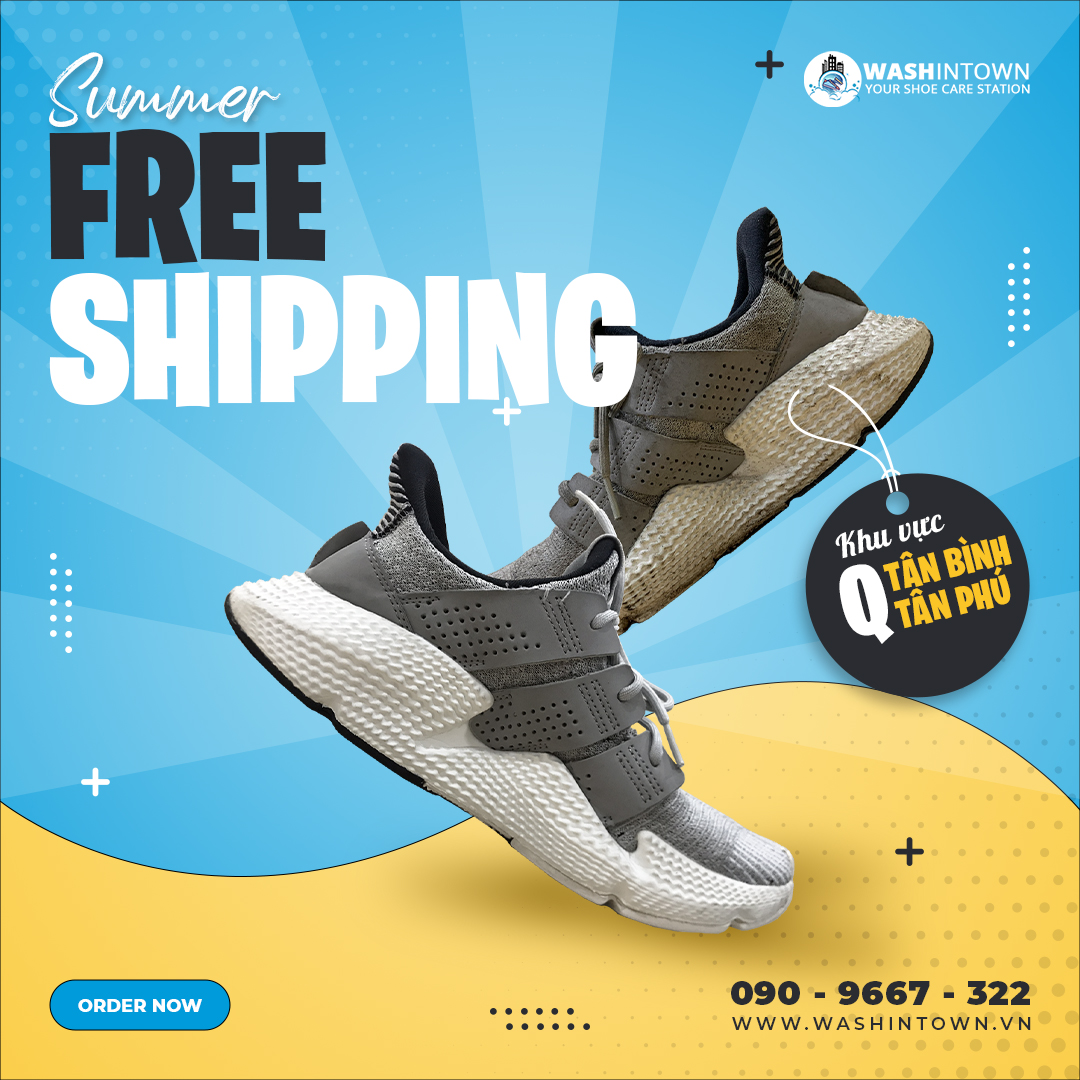 Summer
FREE
SHIPPING
WASHINTOWN
YOUR SHOE CARE STATION
Khu vực
Q TÂN BÌNH
TÂN PHÚ
ORDER NOW
090 - 9667 - 322
WWW.WASHINTOWN.VN